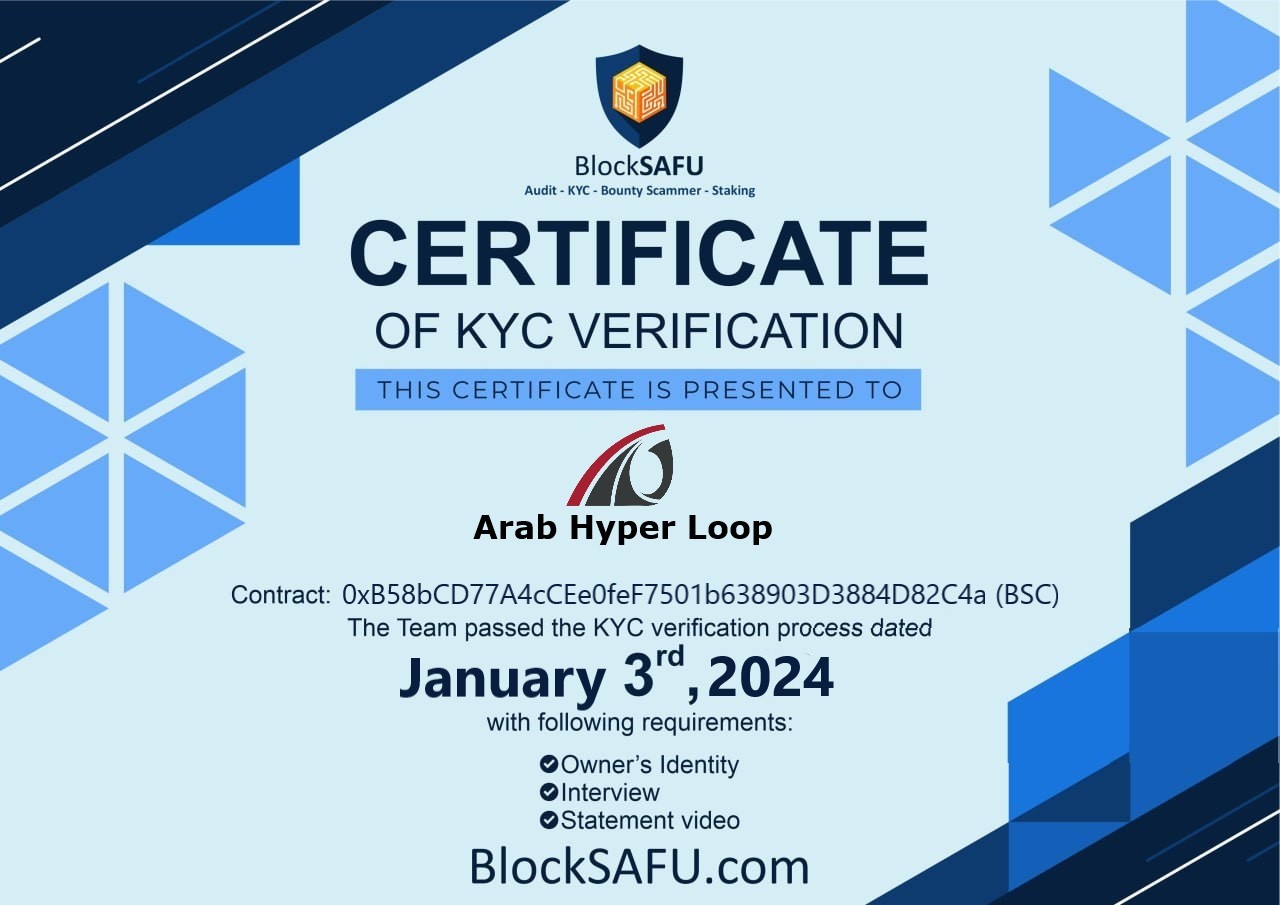 BlockSAFU
Audit - KYC - Bounty Scammer - Staking
CERTIFICATE
OF KYC VERIFICATION
THIS CERTIFICATE IS PRESENTED TO
Arab Hyper Loop
Contract: 0xB58bCD77A4cCEe0feF7501b638903D3884D82C4a (BSC)
The Team passed the KYC verification process dated
January 3rd, 2024
with following requirements:
Owner's Identity
Interview
Statement video
BlockSAFU.com